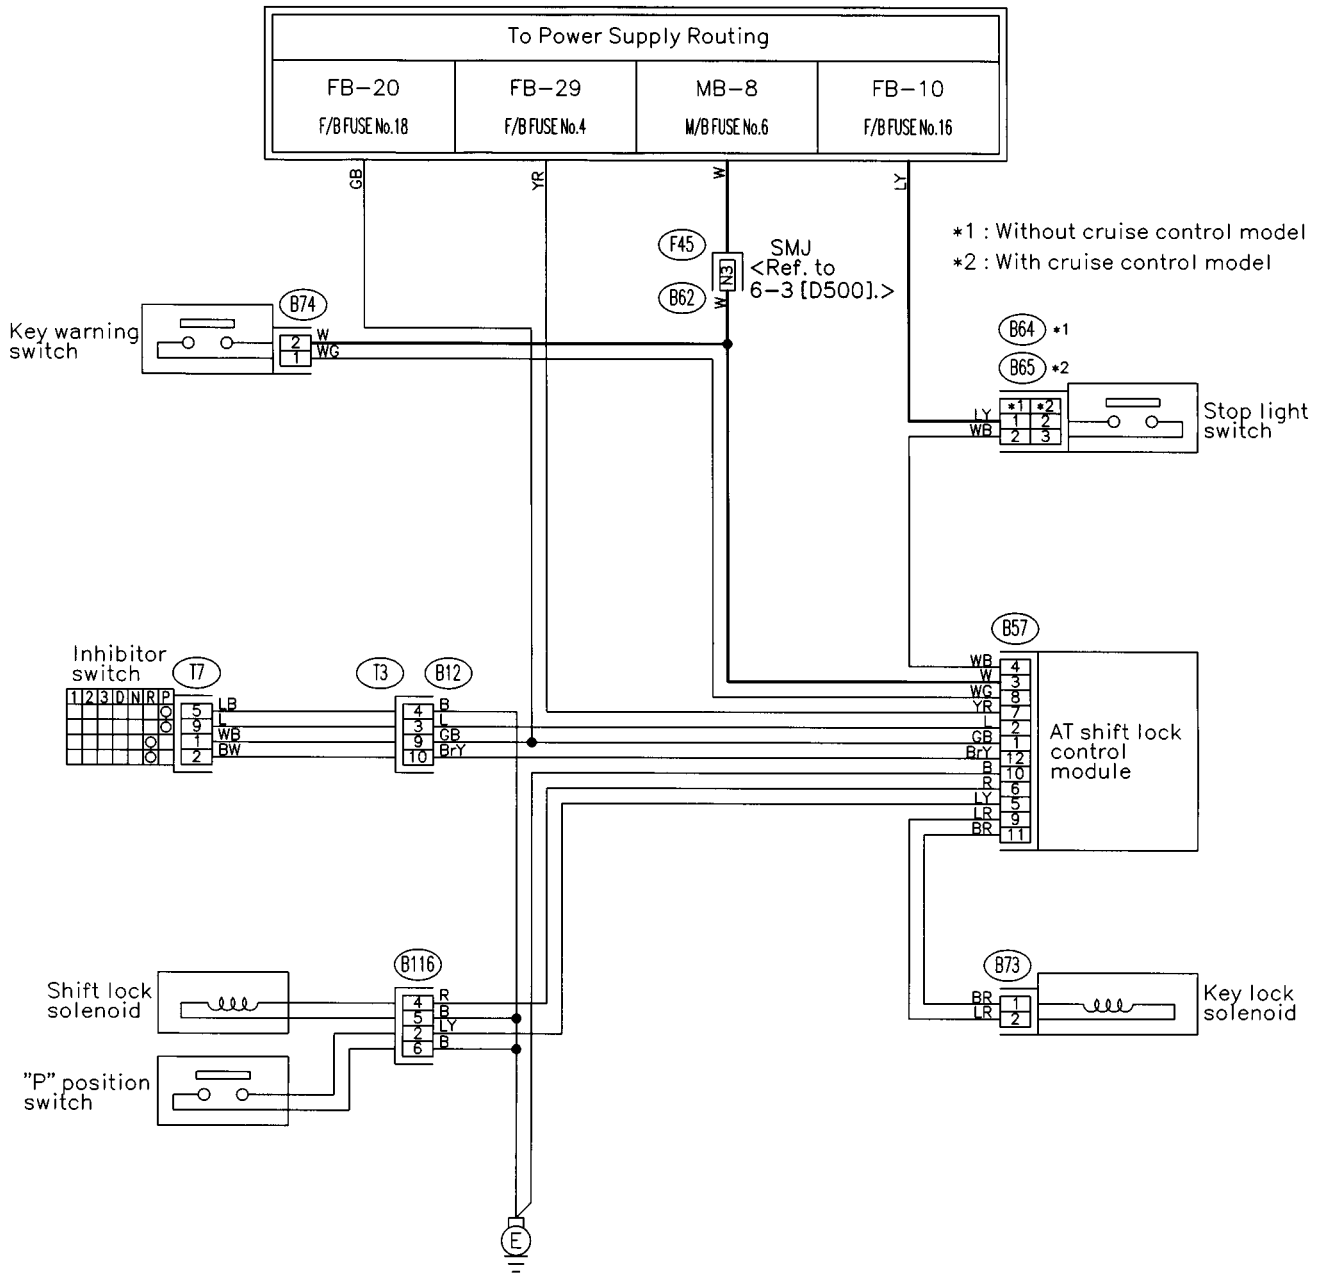 To Power Supply Routing
FB-20 FB-29 MB-8 FB-10
F/B FUSE No.18 F/B FUSE No.4 M/B FUSE No.6 F/B FUSE No.16
GB YR W LY
*1 : Without cruise control model
*2 : With cruise control model
F45
SMJ
<Ref. to
6-3 [D500].>
N3
B62
W
B74
Key warning
switch
2 W
1 WG
B64 *1
B65 *2
*1 *2
LY 1 2
WB 2 3
Stop light
switch
B57
WB 4
W 3
WG 8
YR 7
L 2
GB 1
BrY 12
B 10
R 6
LY 5
LR 9
BR 11
AT shift lock
control
module
Inhibitor
switch
1 2 3 D N R P
T7
5 LB
9 L
1 WB
2 BW
T3 B12
4 B
3 L
9 GB
10 BrY
B116
Shift lock
solenoid
4 R
5 B
2 LY
6 B
"P" position
switch
B73
BR 1
LR 2
Key lock
solenoid
E